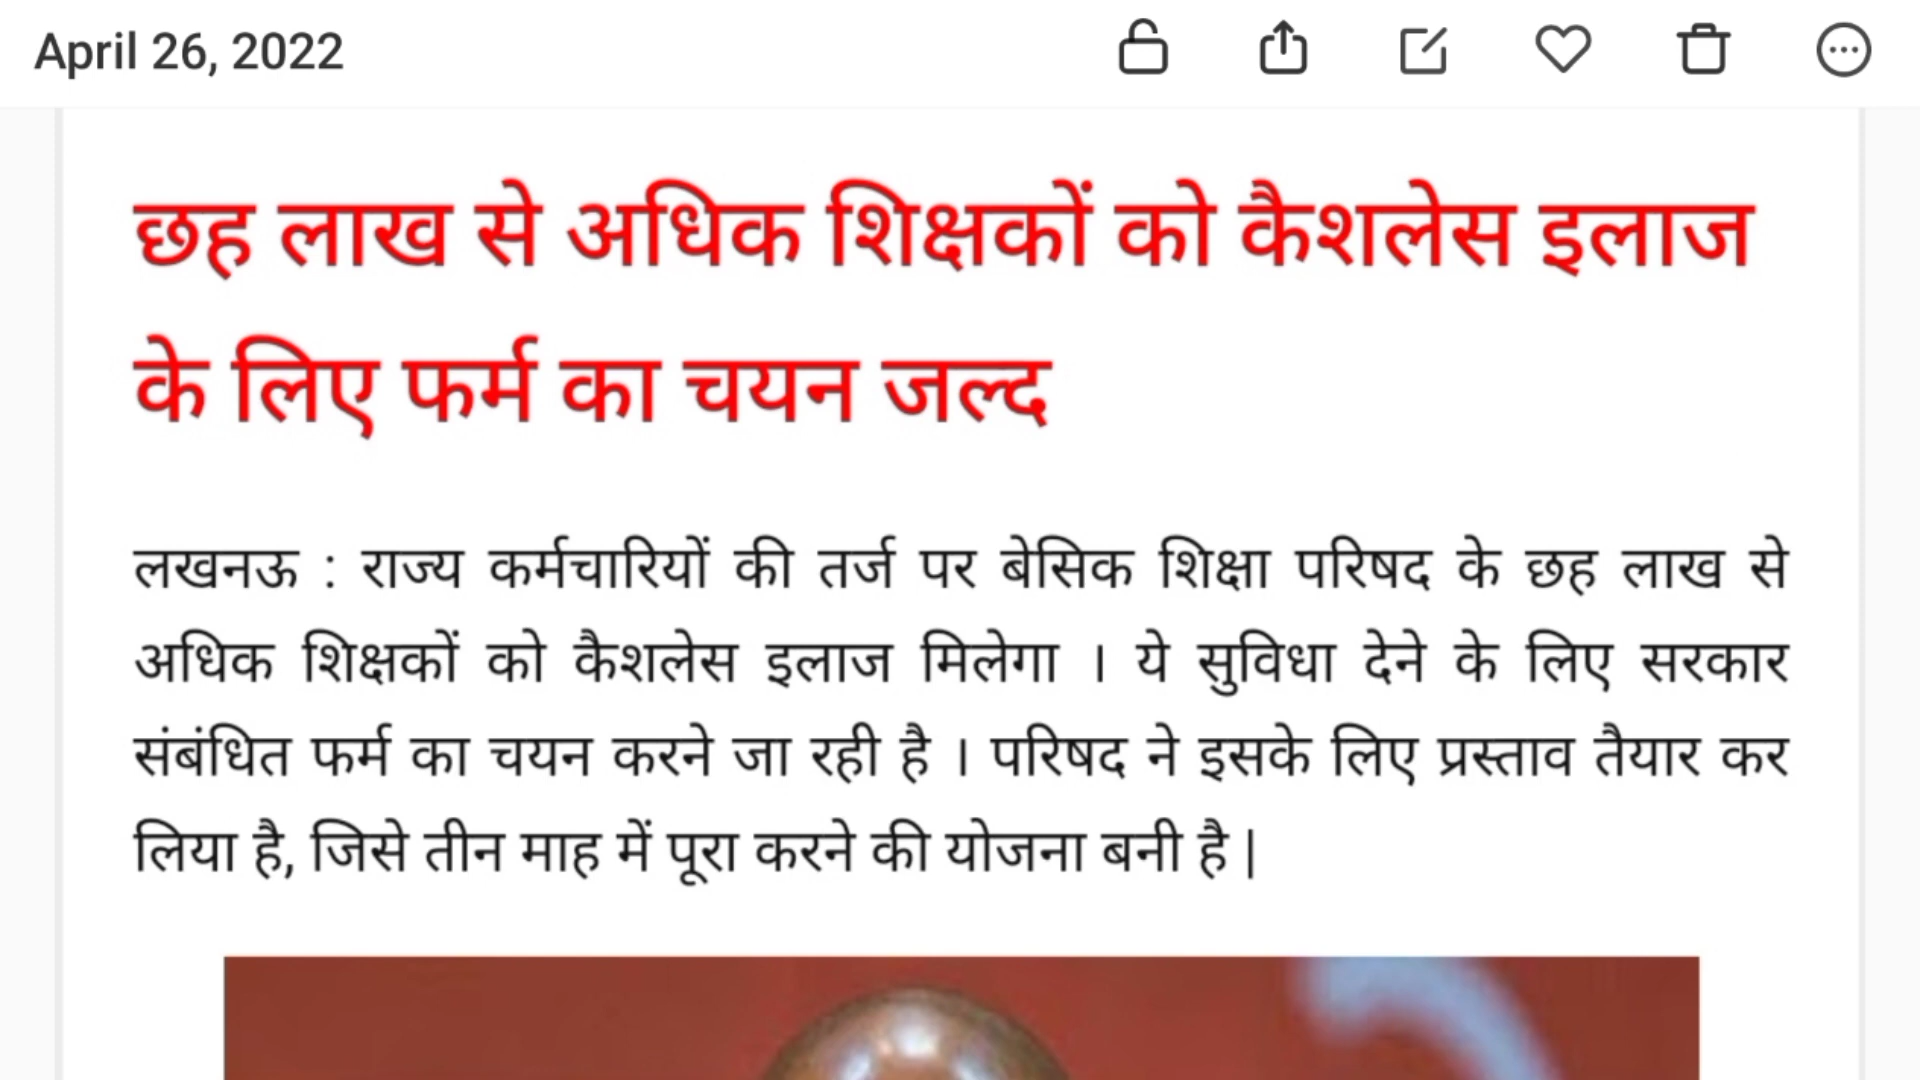 April 26, 2022
छह लाख से अधिक शिक्षकों को कैशलेस इलाज
के लिए फर्म का चयन जल्द
लखनऊ : राज्य कर्मचारियों की तर्ज पर बेसिक शिक्षा परिषद के छह लाख से
अधिक शिक्षकों को कैशलेस इलाज मिलेगा । ये सुविधा देने के लिए सरकार
संबंधित फर्म का चयन करने जा रही है । परिषद ने इसके लिए प्रस्ताव तैयार कर
लिया है, जिसे तीन माह में पूरा करने की योजना बनी है |